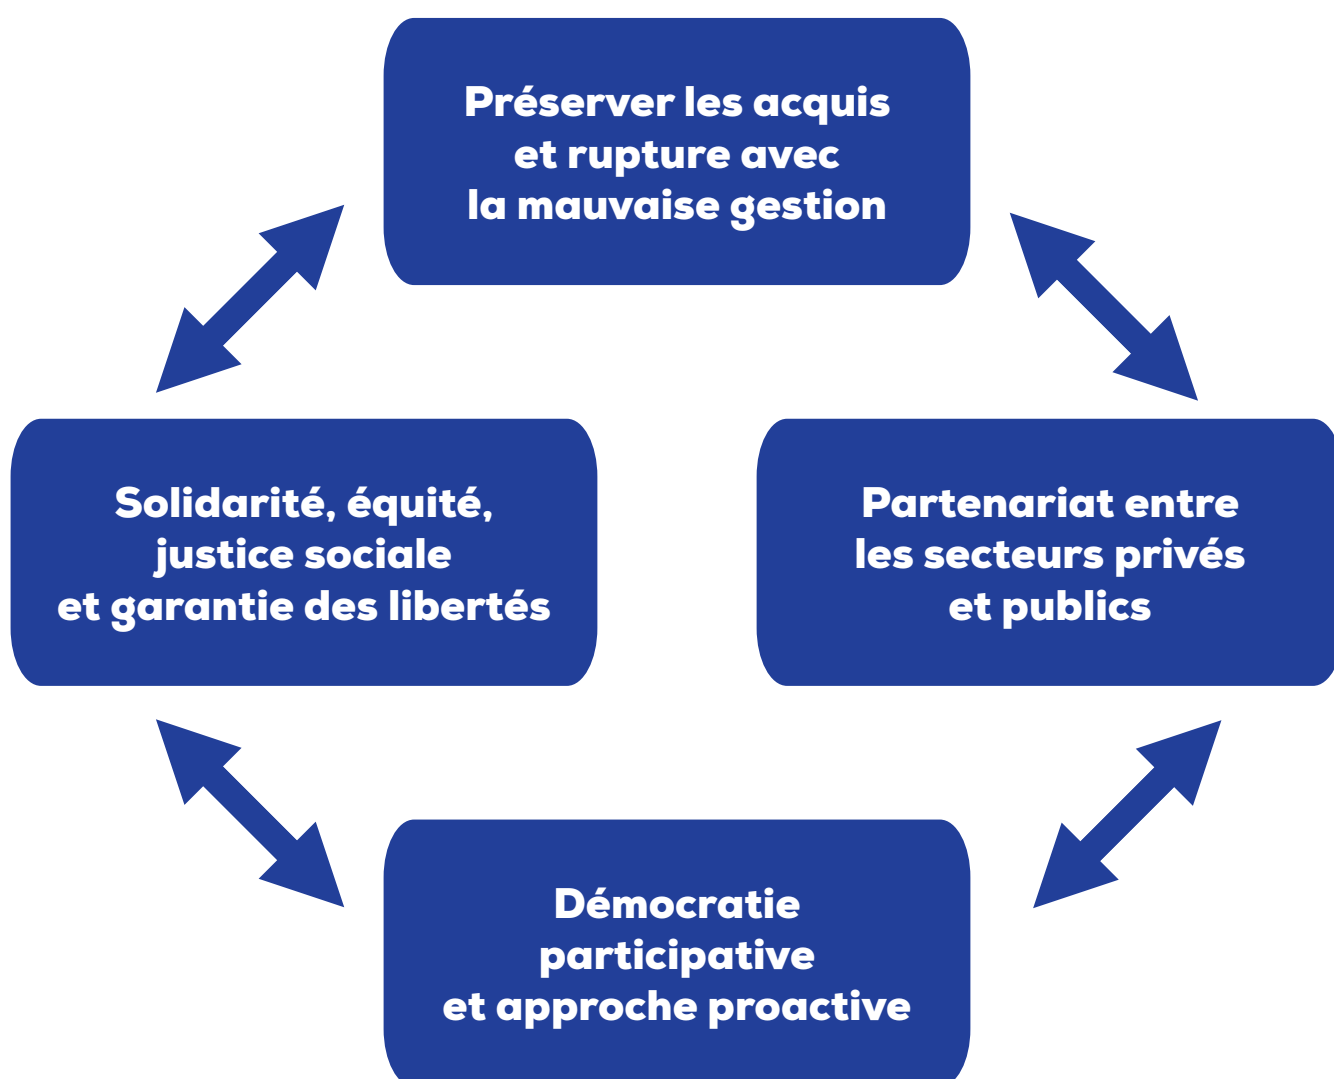 Préserver les acquis
et rupture avec
la mauvaise gestion
Solidarité, équité,
justice sociale
et garantie des libertés
Partenariat entre
les secteurs privés
et publics
Démocratie
participative
et approche proactive